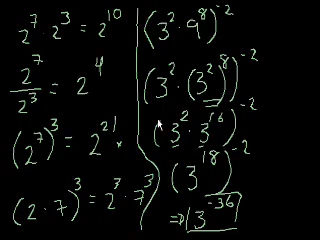 2^7 · 2^3 = 2^10
2^7 / 2^3 = 2^4
(2^7)^3 = 2^21
(2 · 7)^3 = 2^3 · 7^3
(3^2 · 9^8)^-2
(3^2 · (3^2)^8)^-2
(3^2 · 3^16)^-2
(3^18)^-2
⇒ 3^-36